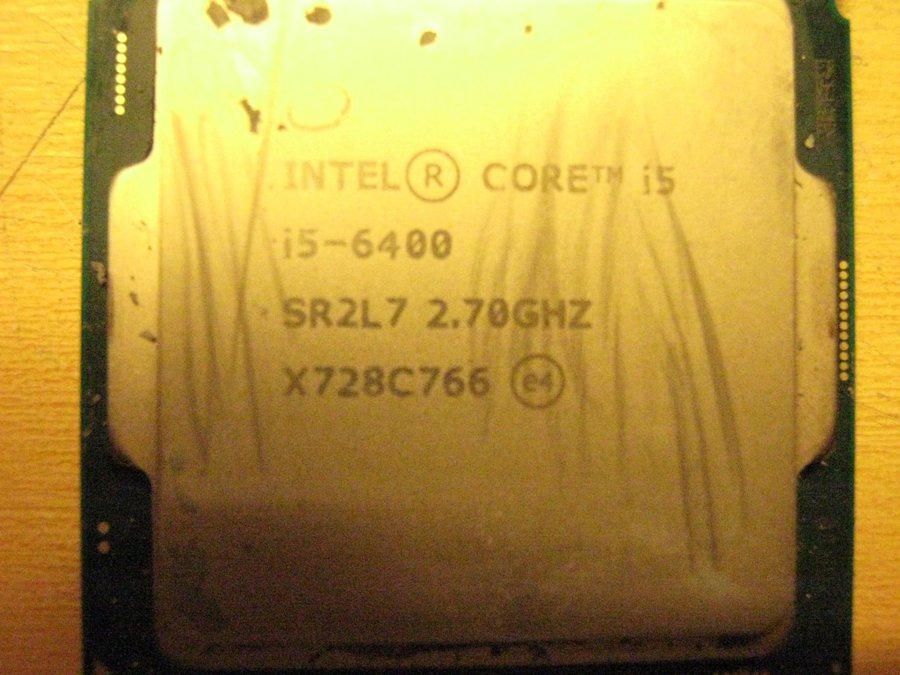 INTEL® CORE™ i5
i5-6400
SR2L7 2.70GHZ
X728C766 e4